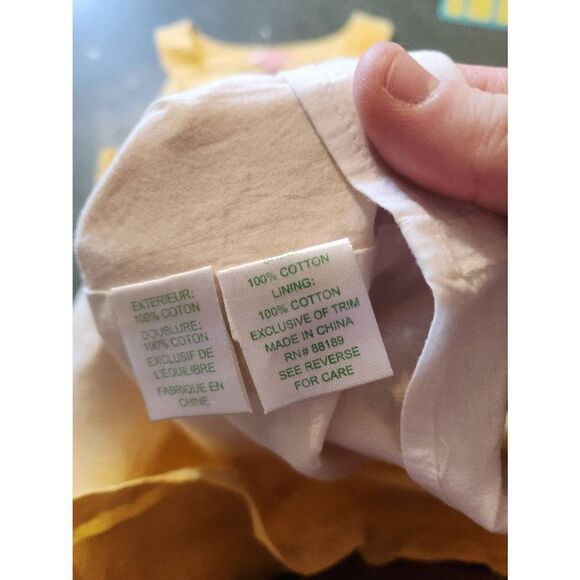 EXTERIEUR:
100% COTON
DOUBLURE:
100% COTON
EXCLUSIF DE
L'ÉQUILIBRE
FABRIQUE EN
CHINE
100% COTTON
LINING:
100% COTTON
EXCLUSIVE OF TRIM
MADE IN CHINA
RN# 88189
SEE REVERSE
FOR CARE